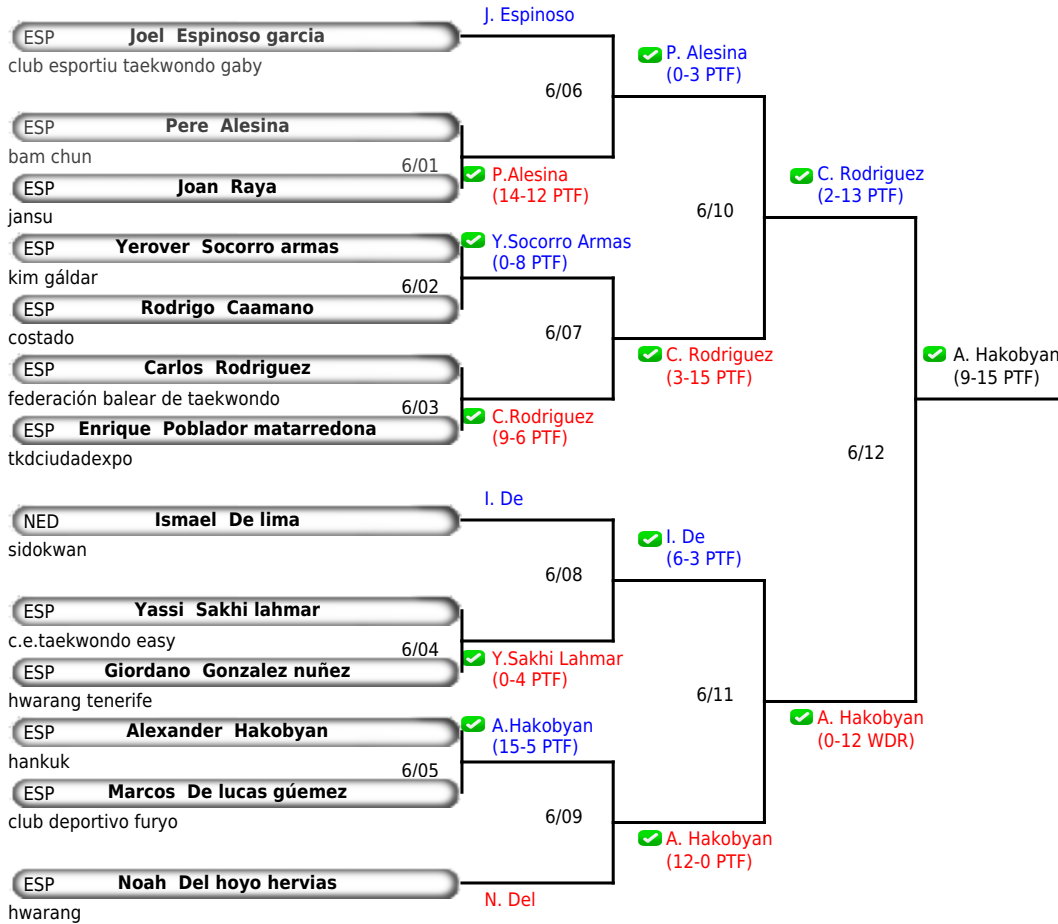 J. Espinoso
ESP Joel Espinoso garcia
club esportiu taekwondo gaby
P. Alesina
(0-3 PTF)
6/06
ESP Pere Alesina
bam chun
6/01
P.Alesina
(14-12 PTF)
ESP Joan Raya
jansu
C. Rodriguez
(2-13 PTF)
6/10
ESP Yerover Socorro armas
kim gáldar
Y.Socorro Armas
(0-8 PTF)
6/02
ESP Rodrigo Caamano
costado
6/07
ESP Carlos Rodriguez
federación balear de taekwondo
C. Rodriguez
(3-15 PTF)
A. Hakobyan
(9-15 PTF)
6/03
C.Rodriguez
(9-6 PTF)
ESP Enrique Poblador matarredona
tkdciudadexpo
6/12
I. De
NED Ismael De lima
sidokwan
I. De
(6-3 PTF)
6/08
ESP Yassi Sakhi lahmar
c.e.taekwondo easy
6/04
Y.Sakhi Lahmar
(0-4 PTF)
ESP Giordano Gonzalez nuñez
hwarang tenerife
6/11
A. Hakobyan
(0-12 WDR)
ESP Alexander Hakobyan
hankuk
A.Hakobyan
(15-5 PTF)
6/05
ESP Marcos De lucas gúemez
club deportivo furyo
6/09
A. Hakobyan
(12-0 PTF)
ESP Noah Del hoyo hervias
hwarang
N. Del